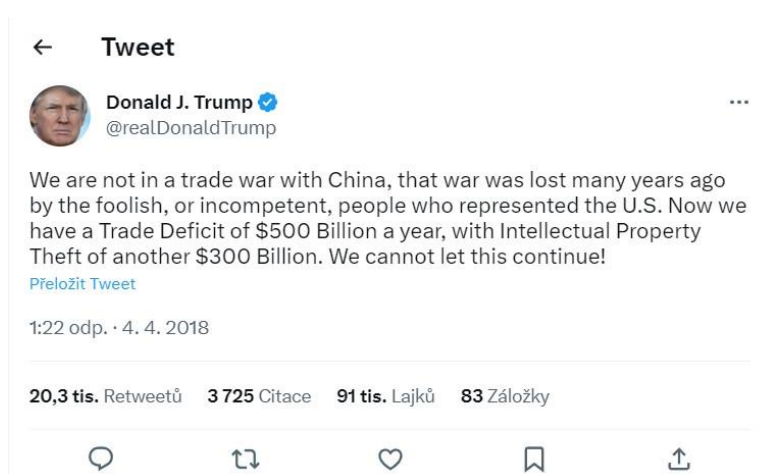 Tweet
Donald J. Trump
@realDonaldTrump
We are not in a trade war with China, that war was lost many years ago
by the foolish, or incompetent, people who represented the U.S. Now we
have a Trade Deficit of $500 Billion a year, with Intellectual Property
Theft of another $300 Billion. We cannot let this continue!
Přeložit Tweet
1:22 odp. · 4. 4. 2018
20,3 tis. Retweetů 3 725 Citace 91 tis. Lajků 83 Záložky